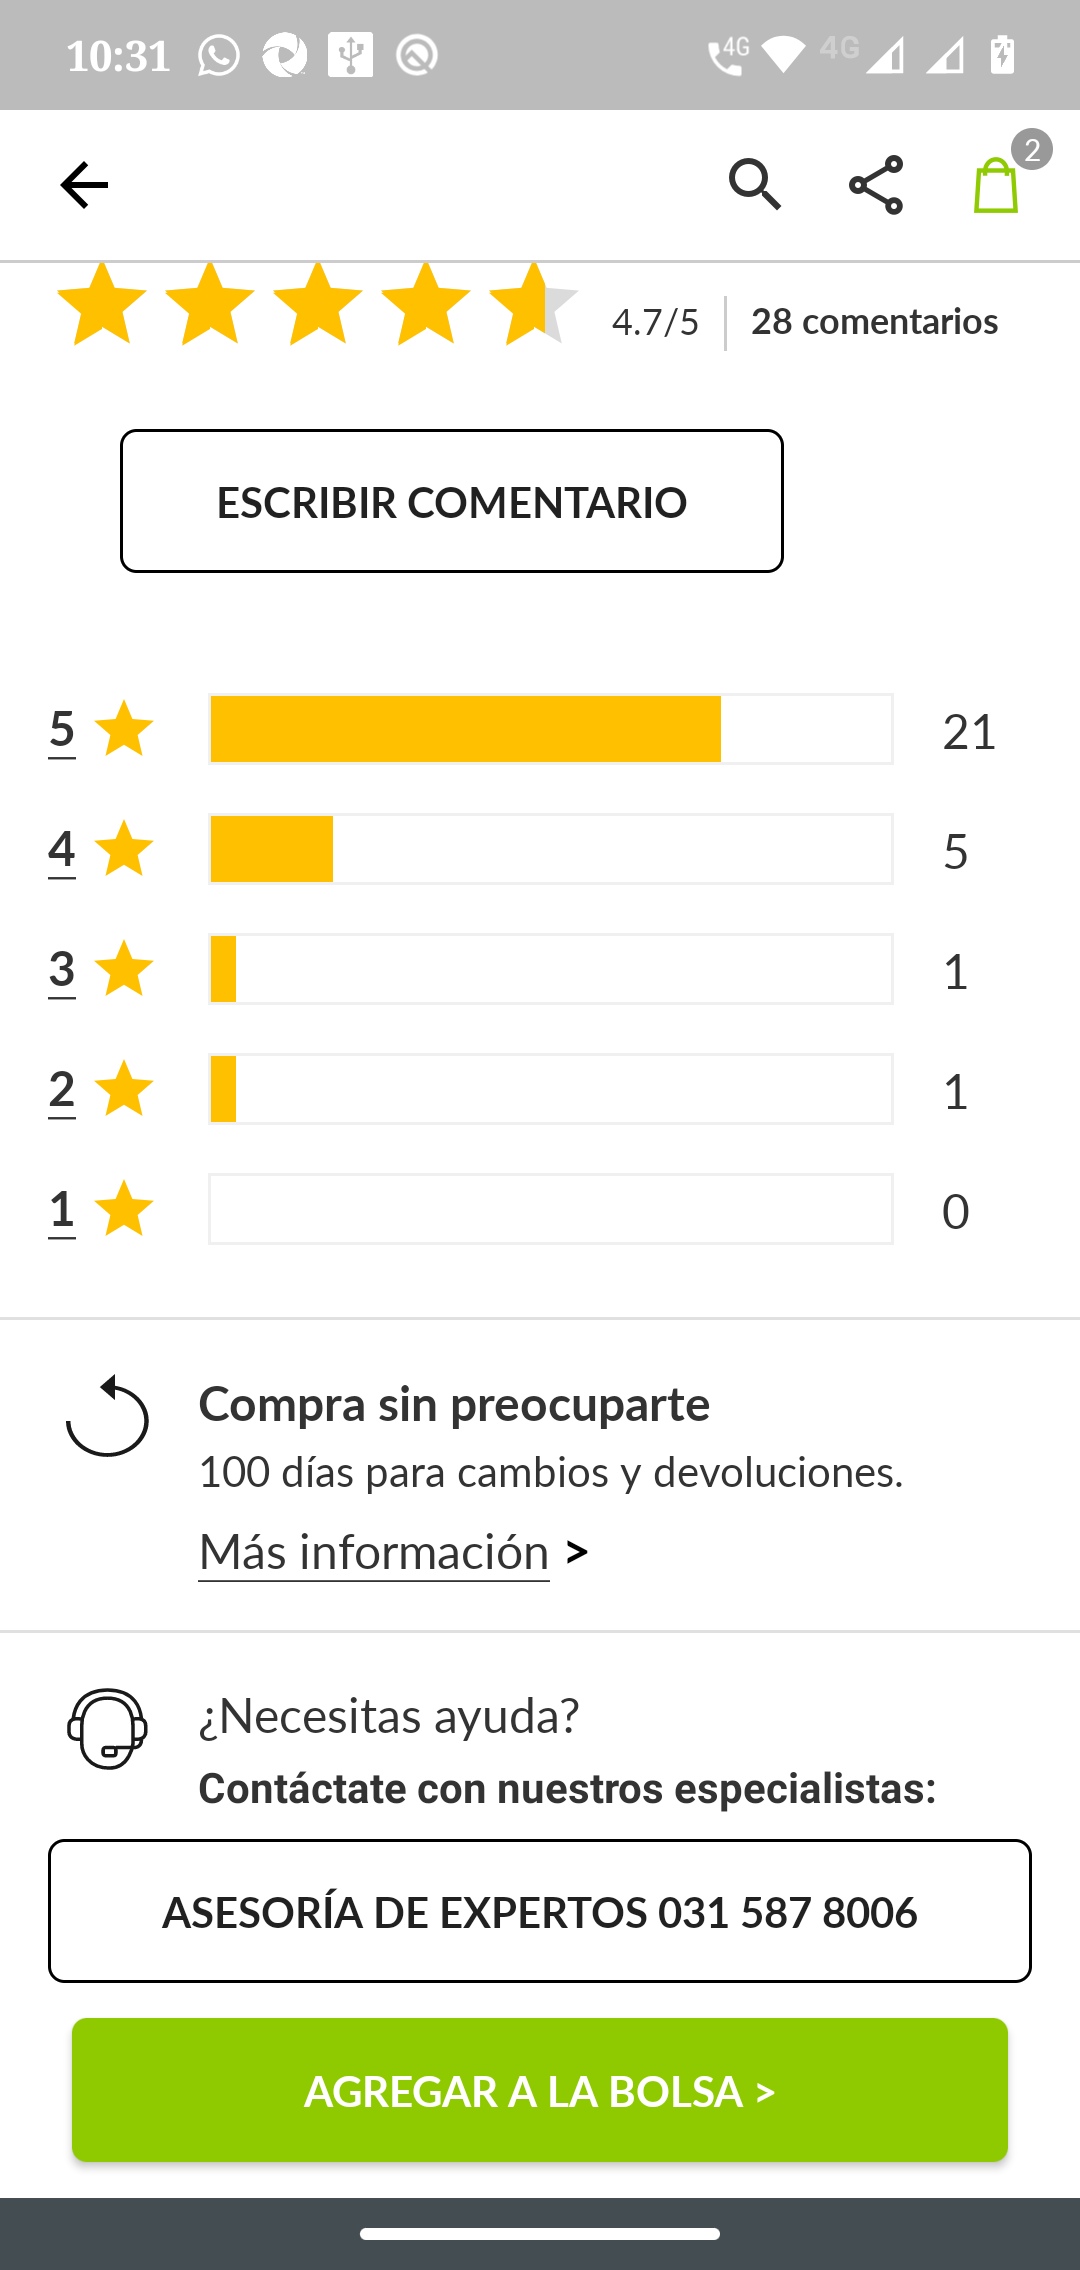 10:31
4G
4G
2
4.7/5
28 comentarios
ESCRIBIR COMENTARIO
5
21
4
5
3
1
2
1
1
0
Compra sin preocuparte
100 días para cambios y devoluciones.
Más información >
¿Necesitas ayuda?
Contáctate con nuestros especialistas:
ASESORÍA DE EXPERTOS 031 587 8006
AGREGAR A LA BOLSA >